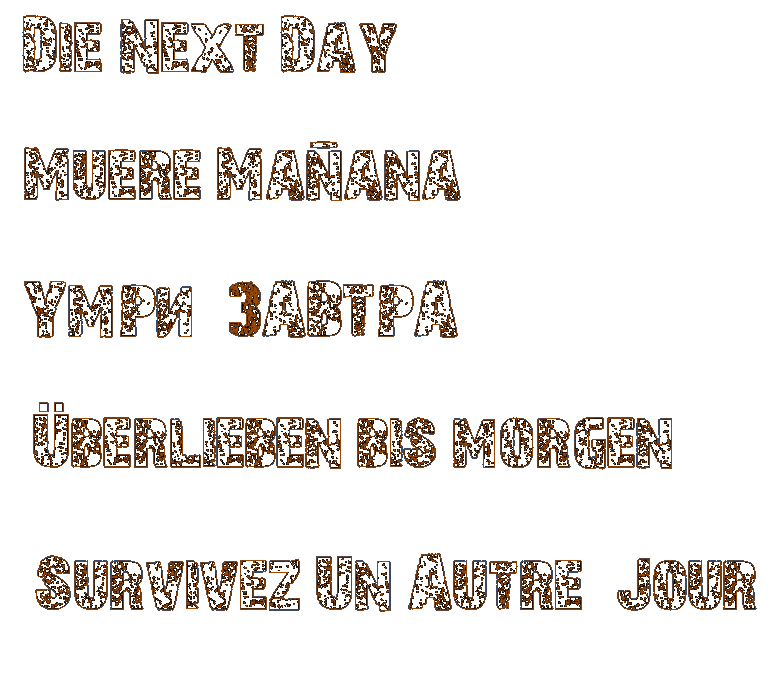 Die Next Day
Muere Mañana
Умри Завтра
Überlieben bis morgen
Survivez Un Autre Jour